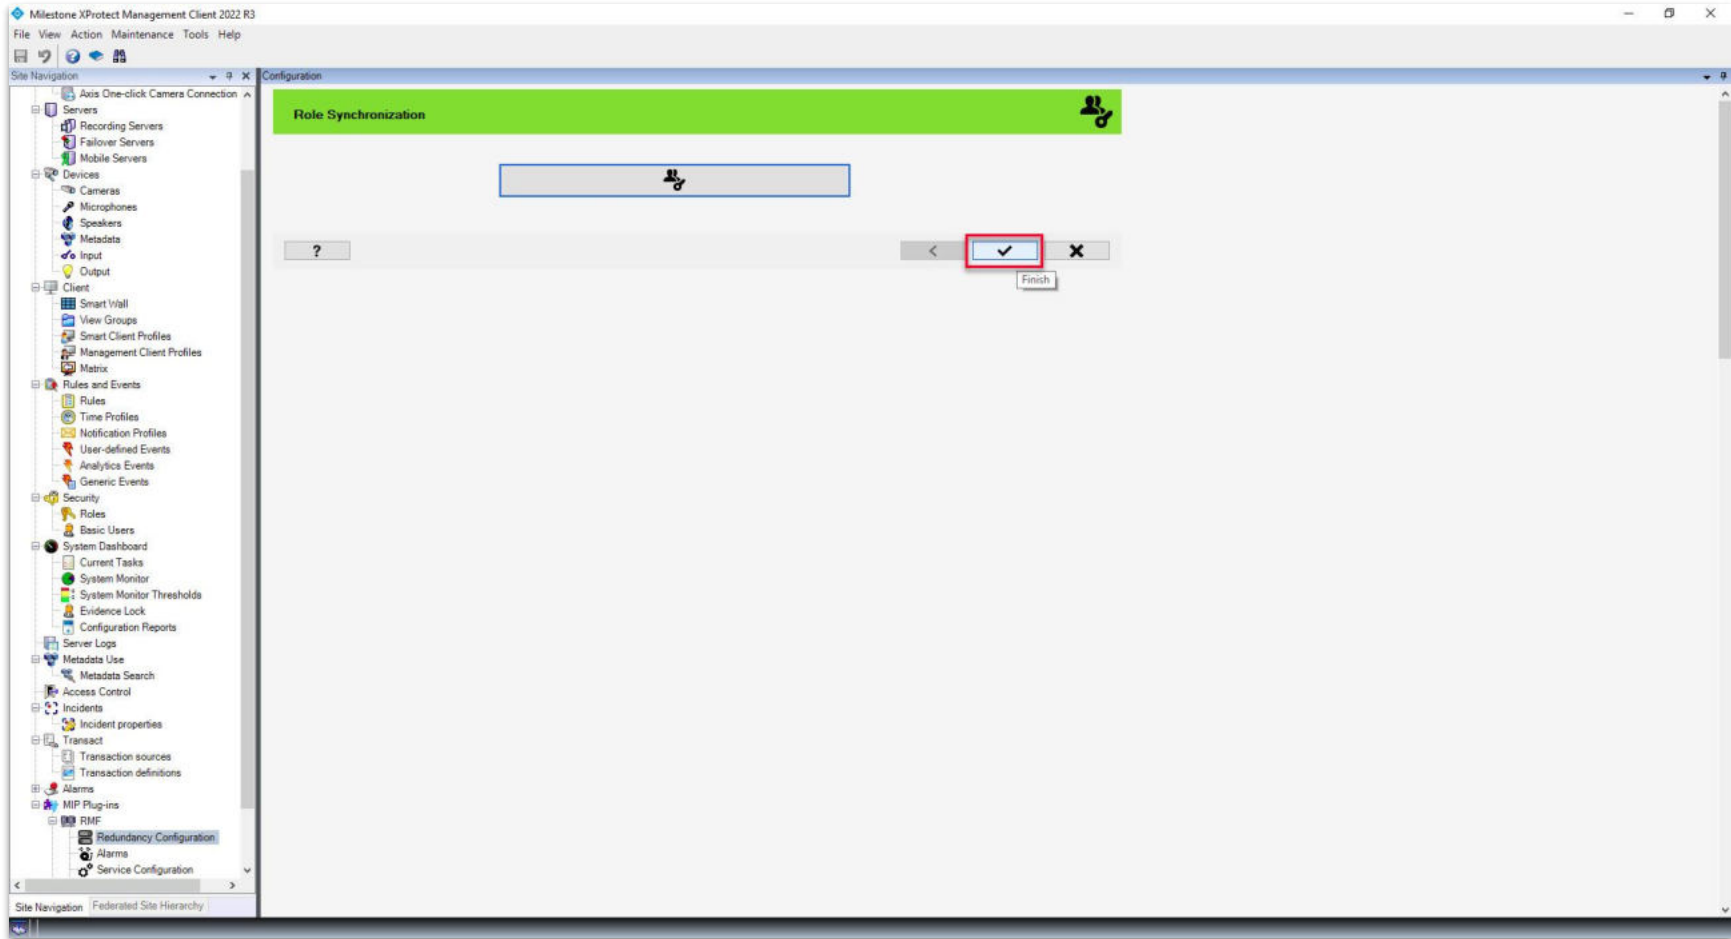 Milestone XProtect Management Client 2022 R3
File View Action Maintenance Tools Help
Site Navigation
Configuration
Axis One-click Camera Connection
Servers
Recording Servers
Failover Servers
Mobile Servers
Devices
Cameras
Microphones
Speakers
Metadata
Input
Output
Client
Smart Wall
View Groups
Smart Client Profiles
Management Client Profiles
Matrix
Rules and Events
Rules
Time Profiles
Notification Profiles
User-defined Events
Analytics Events
Generic Events
Security
Roles
Basic Users
System Dashboard
Current Tasks
System Monitor
System Monitor Thresholds
Evidence Lock
Configuration Reports
Server Logs
Metadata Use
Metadata Search
Access Control
Incidents
Incident properties
Transact
Transaction sources
Transaction definitions
Alarms
MIP Plug-ins
RMF
Redundancy Configuration
Alarms
Service Configuration
Site Navigation Federated Site Hierarchy
Role Synchronization
?
<
Finish